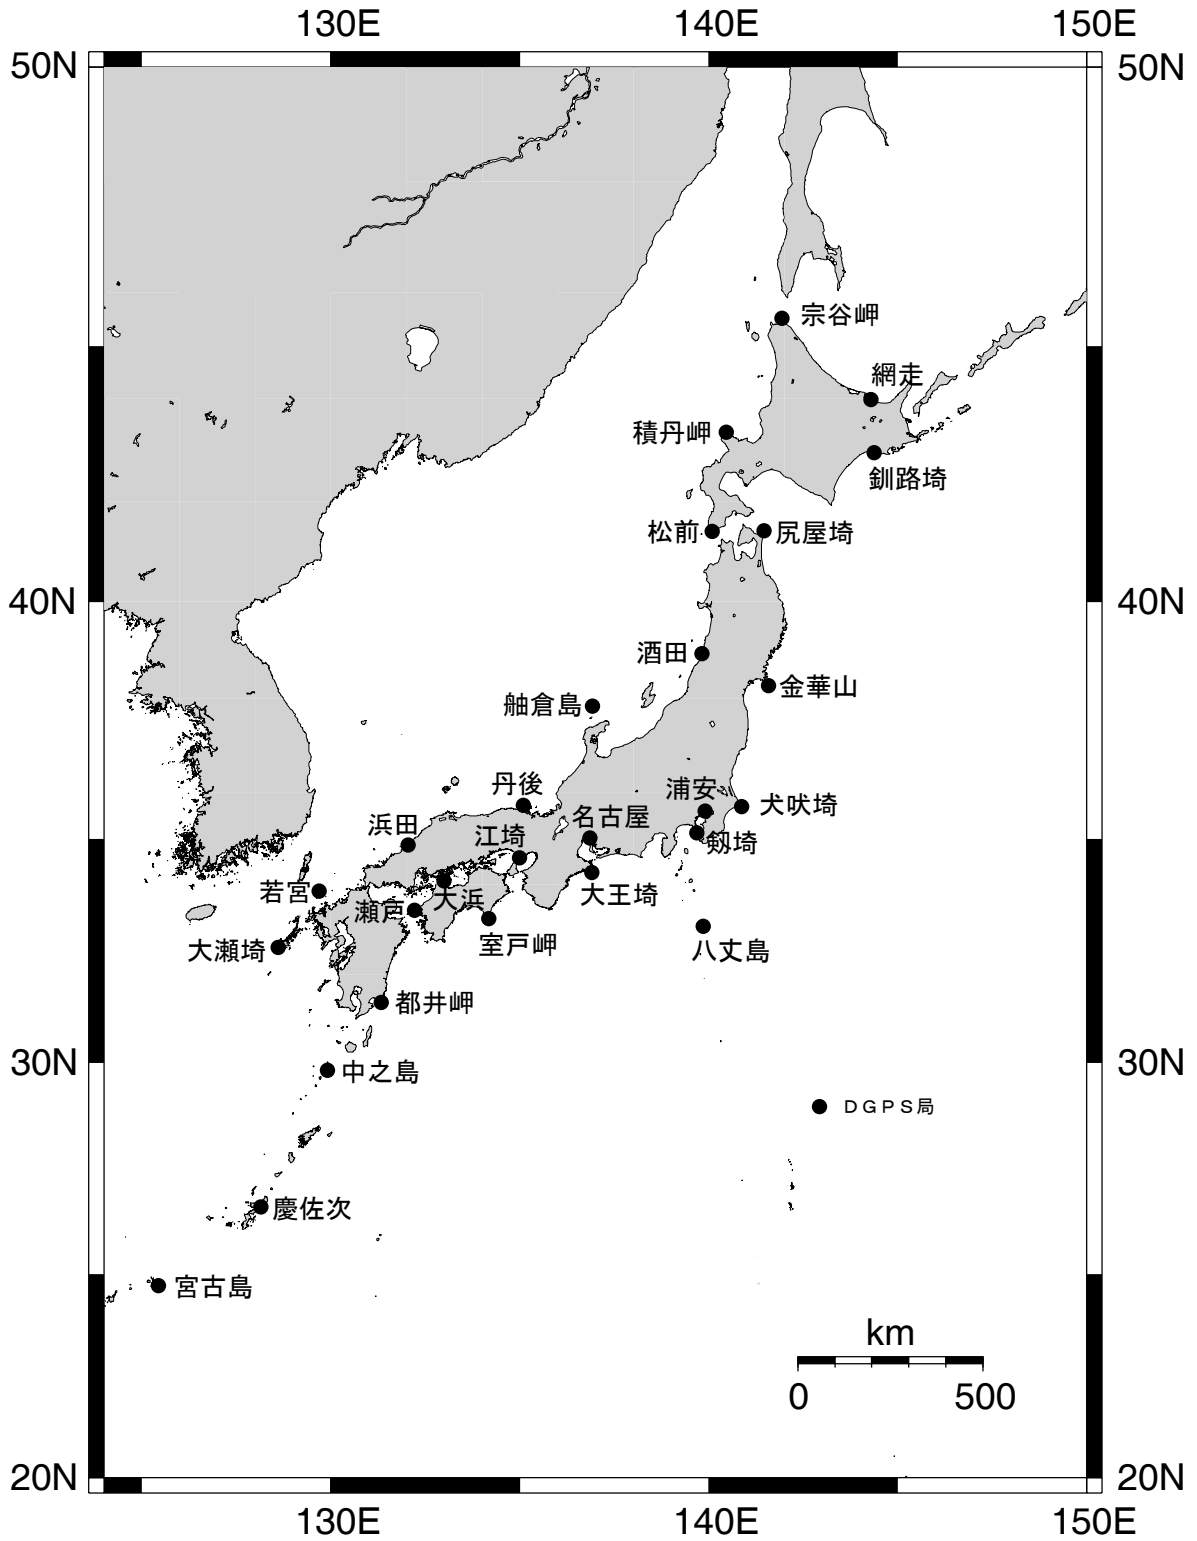 130E 140E 150E
50N 50N
宗谷岬
網走
積丹岬
釧路埼
松前
尻屋埼
40N 40N
酒田
金華山
舳倉島
丹後
浦安
犬吠埼
浜田
江埼
名古屋
剱埼
若宮
瀬戸
大浜
大王埼
大瀬埼
室戸岬
八丈島
都井岬
30N 30N
中之島
DGPS局
慶佐次
宮古島
km
0 500
20N 20N
130E 140E 150E